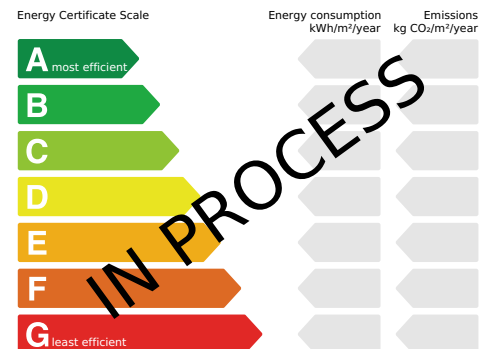 Energy Certificate Scale
Energy consumption
kWh/m²/year
Emissions
kg CO₂/m²/year
A most efficient
B
C
D
E
F
G least efficient
IN PROCESS